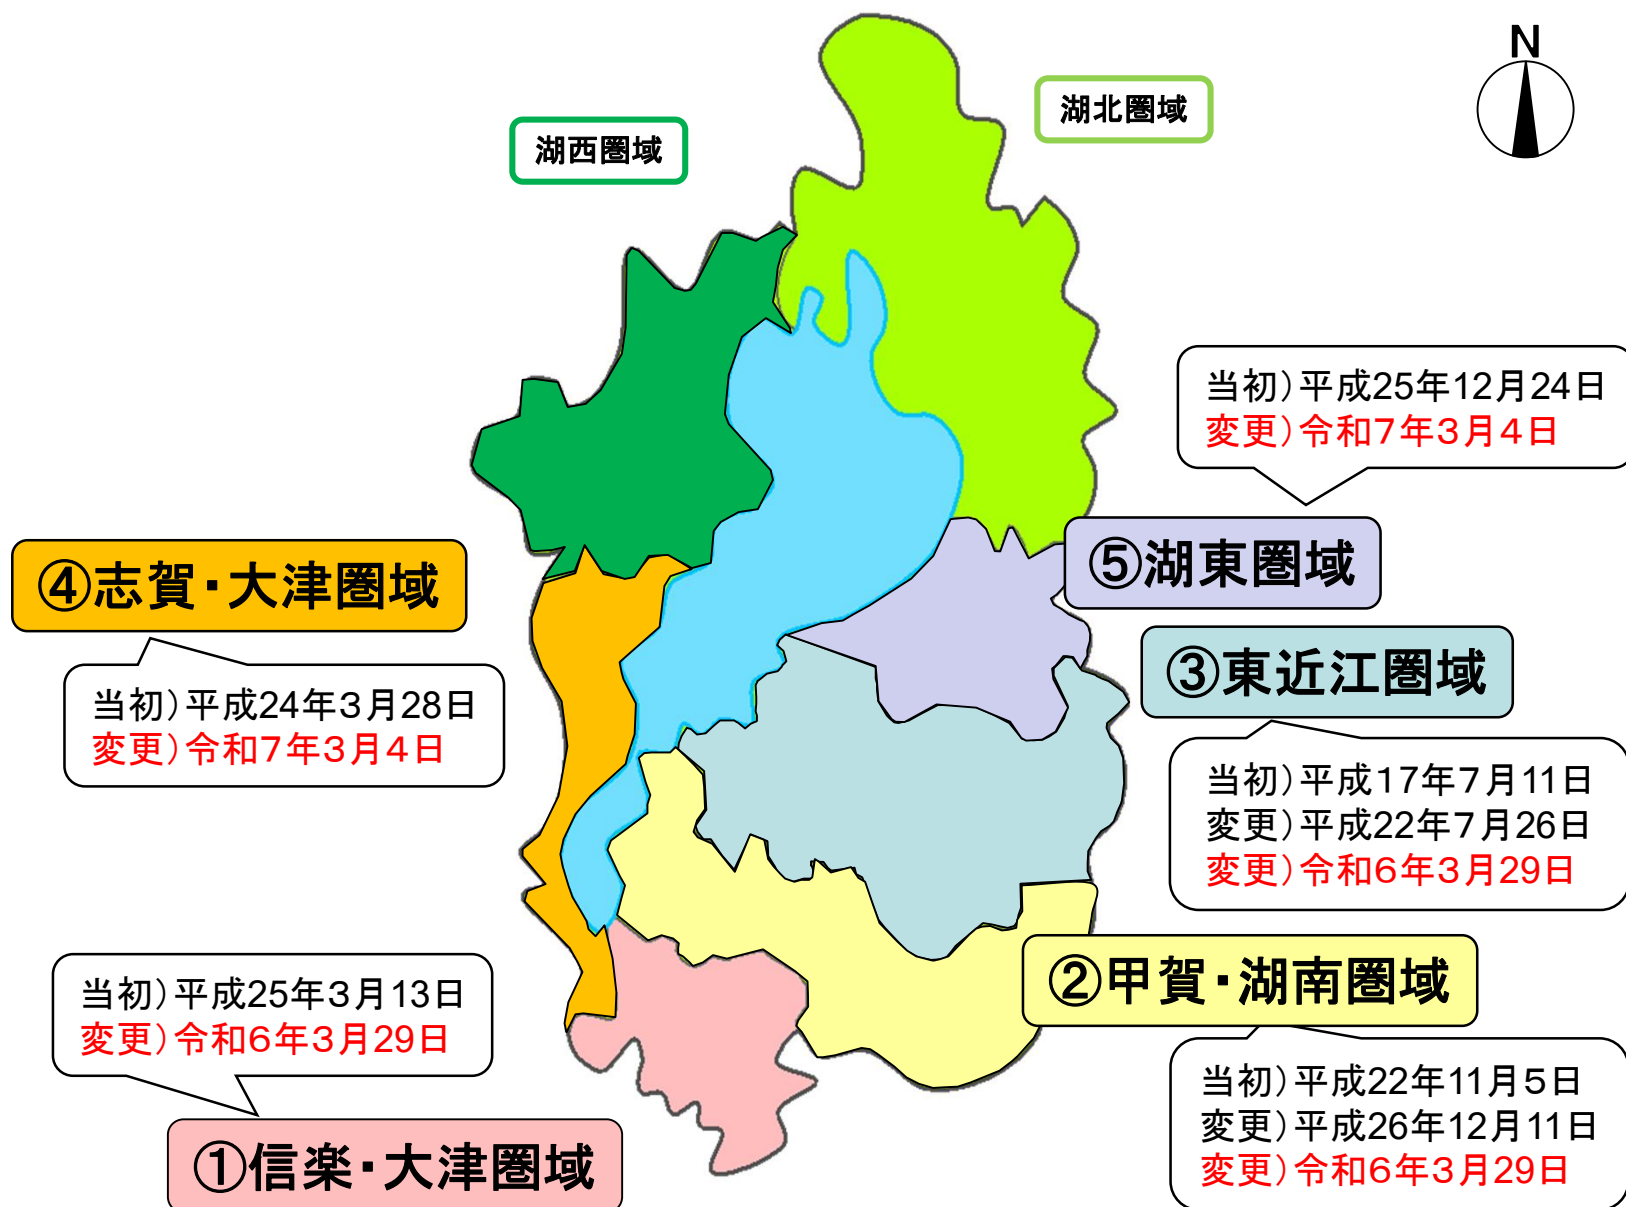 N
湖北圏域
湖西圏域
当初）平成25年12月24日
変更）令和７年３月４日
⑤湖東圏域
④志賀・大津圏域
当初）平成24年３月28日
変更）令和７年３月４日
③東近江圏域
当初）平成１７年７月11日
変更）平成22年７月26日
変更）令和６年３月29日
②甲賀・湖南圏域
当初）平成22年11月５日
変更）平成26年12月11日
変更）令和６年３月29日
当初）平成25年３月13日
変更）令和６年３月29日
①信楽・大津圏域